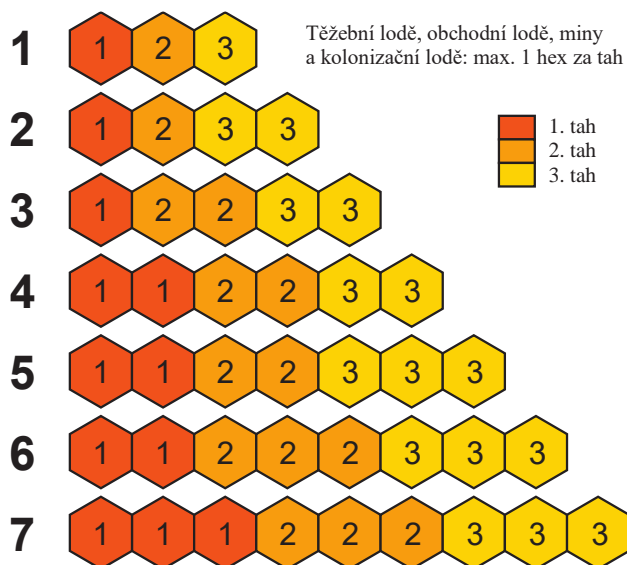 1 1 2 3 Těžební lodě, obchodní lodě, miny
a kolonizační lodě: max. 1 hex za tah
2 1 2 3 3 1. tah
2. tah
3. tah
3 1 2 2 3 3
4 1 1 2 2 3 3
5 1 1 2 2 3 3 3
6 1 1 2 2 2 3 3 3
7 1 1 1 2 2 2 3 3 3